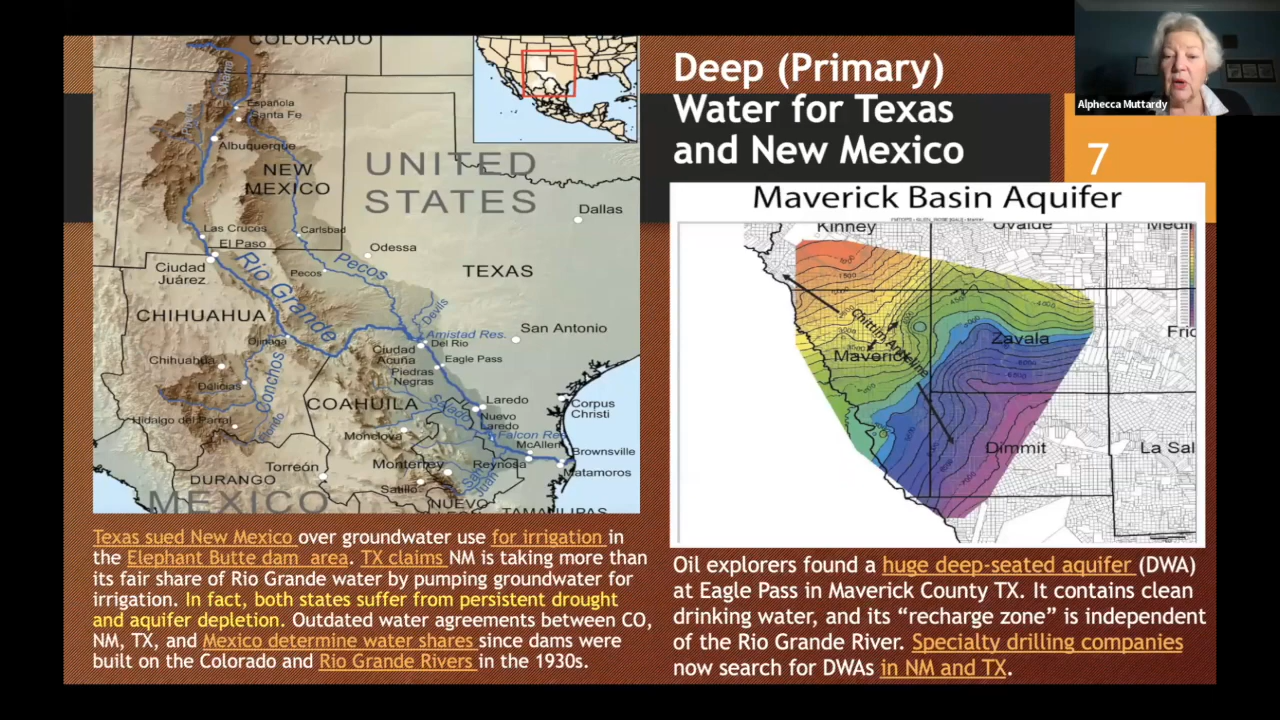 COLORADO
Española
Santa Fe
Albuquerque
NEW
MEXICO
UNITED
STATES
Dallas
Las Cruces
Carlsbad
El Paso
Odessa
Ciudad
Juárez
Rio Grande
Pecos
Pecos
TEXAS
CHIHUAHUA
Devils
Amistad Res.
San Antonio
Ojinaga
Ciudad
Acuña
Del Rio
Chihuahua
Eagle Pass
Piedras
Negras
Delicias
Conchos
COAHUILA
Salado
Laredo
Corpus
Christi
Nuevo
Laredo
Hidalgo del Parral
Florido
Monclova
Falcon Res
McAllen
Brownsville
Torreón
Monterrey
Reynosa
Matamoros
DURANGO
Saltillo
San
Juan
MEXICO
NUEVO
TAMAULIPAS
Texas sued New Mexico over groundwater use for irrigation in
the Elephant Butte dam area. TX claims NM is taking more than
its fair share of Rio Grande water by pumping groundwater for
irrigation. In fact, both states suffer from persistent drought
and aquifer depletion. Outdated water agreements between CO,
NM, TX, and Mexico determine water shares since dams were
built on the Colorado and Rio Grande Rivers in the 1930s.
Deep (Primary)
Water for Texas
and New Mexico
7
Alphecca Muttardy
Maverick Basin Aquifer
Kinney
Uvalde
Medi
Chittim Anticline
Maverick
Zavala
Fric
Dimmit
La Sal
Oil explorers found a huge deep-seated aquifer (DWA)
at Eagle Pass in Maverick County TX. It contains clean
drinking water, and its “recharge zone” is independent
of the Rio Grande River. Specialty drilling companies
now search for DWAs in NM and TX.